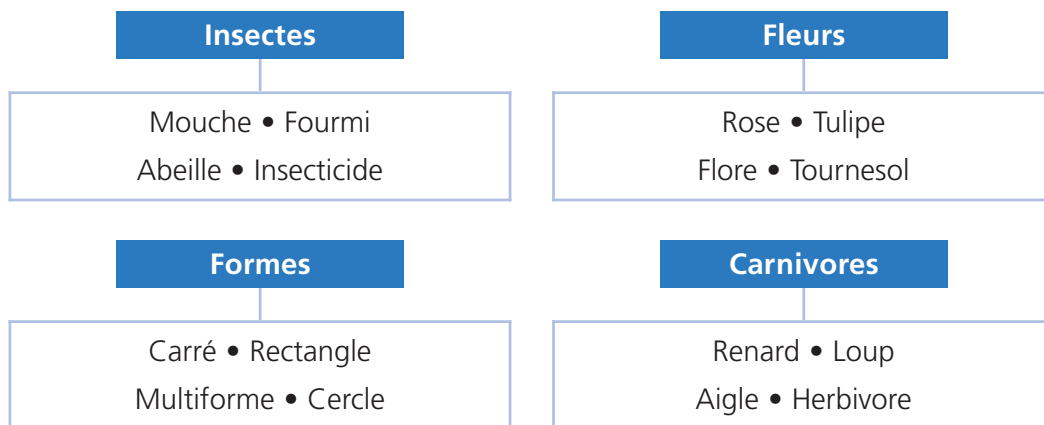 Insectes
Mouche • Fourmi
Abeille • Insecticide
Fleurs
Rose • Tulipe
Flore • Tournesol
Formes
Carré • Rectangle
Multiforme • Cercle
Carnivores
Renard • Loup
Aigle • Herbivore